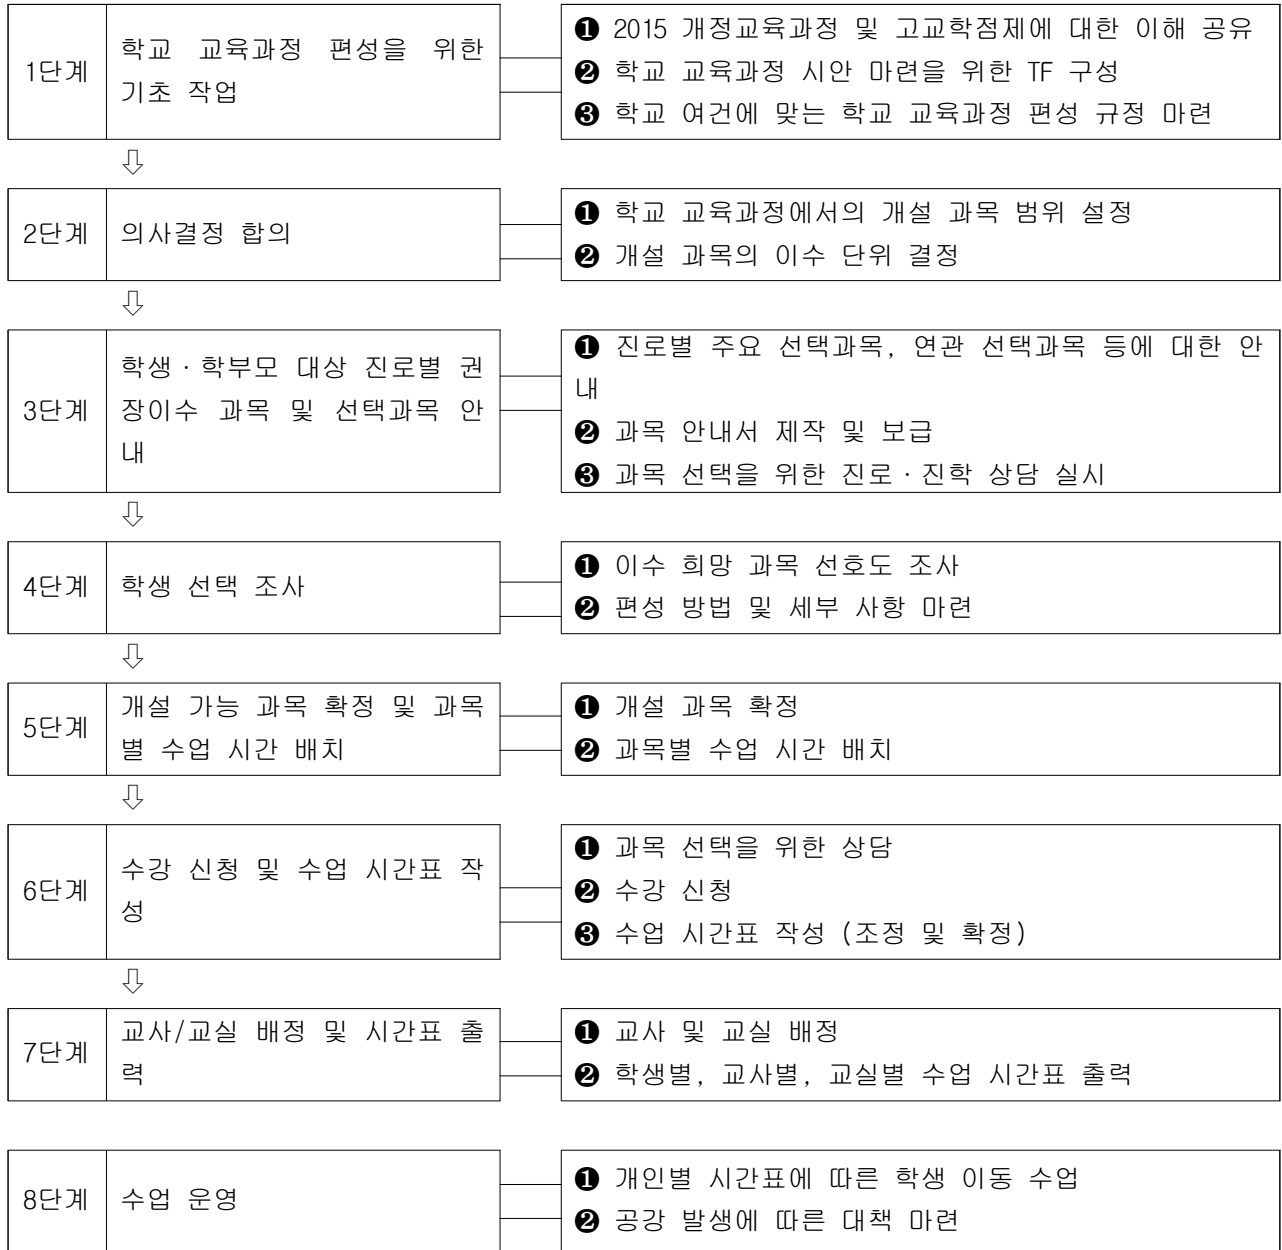 1단계
학교 교육과정 편성을 위한
기초 작업
❶ 2015 개정교육과정 및 고교학점제에 대한 이해 공유
❷ 학교 교육과정 시안 마련을 위한 TF 구성
❸ 학교 여건에 맞는 학교 교육과정 편성 규정 마련
⇩
2단계
의사결정 합의
❶ 학교 교육과정에서의 개설 과목 범위 설정
❷ 개설 과목의 이수 단위 결정
⇩
3단계
학생·학부모 대상 진로별 권
장이수 과목 및 선택과목 안
내
❶ 진로별 주요 선택과목, 연관 선택과목 등에 대한 안
내
❷ 과목 안내서 제작 및 보급
❸ 과목 선택을 위한 진로·진학 상담 실시
⇩
4단계
학생 선택 조사
❶ 이수 희망 과목 선호도 조사
❷ 편성 방법 및 세부 사항 마련
⇩
5단계
개설 가능 과목 확정 및 과목
별 수업 시간 배치
❶ 개설 과목 확정
❷ 과목별 수업 시간 배치
⇩
6단계
수강 신청 및 수업 시간표 작
성
❶ 과목 선택을 위한 상담
❷ 수강 신청
❸ 수업 시간표 작성 (조정 및 확정)
⇩
7단계
교사/교실 배정 및 시간표 출
력
❶ 교사 및 교실 배정
❷ 학생별, 교사별, 교실별 수업 시간표 출력
8단계
수업 운영
❶ 개인별 시간표에 따른 학생 이동 수업
❷ 공강 발생에 따른 대책 마련